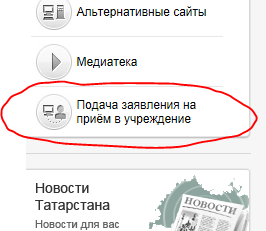 Альтернативные сайты
Медиатека
Подача заявления на
приём в учреждение
Новости
Татарстана
Новости для вас
НОВОСТИ